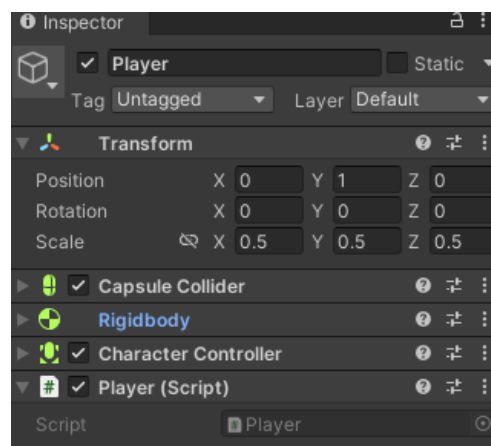 Inspector
Player Static
Tag Untagged Layer Default
Transform
Position X 0 Y 1 Z 0
Rotation X 0 Y 0 Z 0
Scale X 0.5 Y 0.5 Z 0.5
Capsule Collider
Rigidbody
Character Controller
# Player (Script)
Script # Player